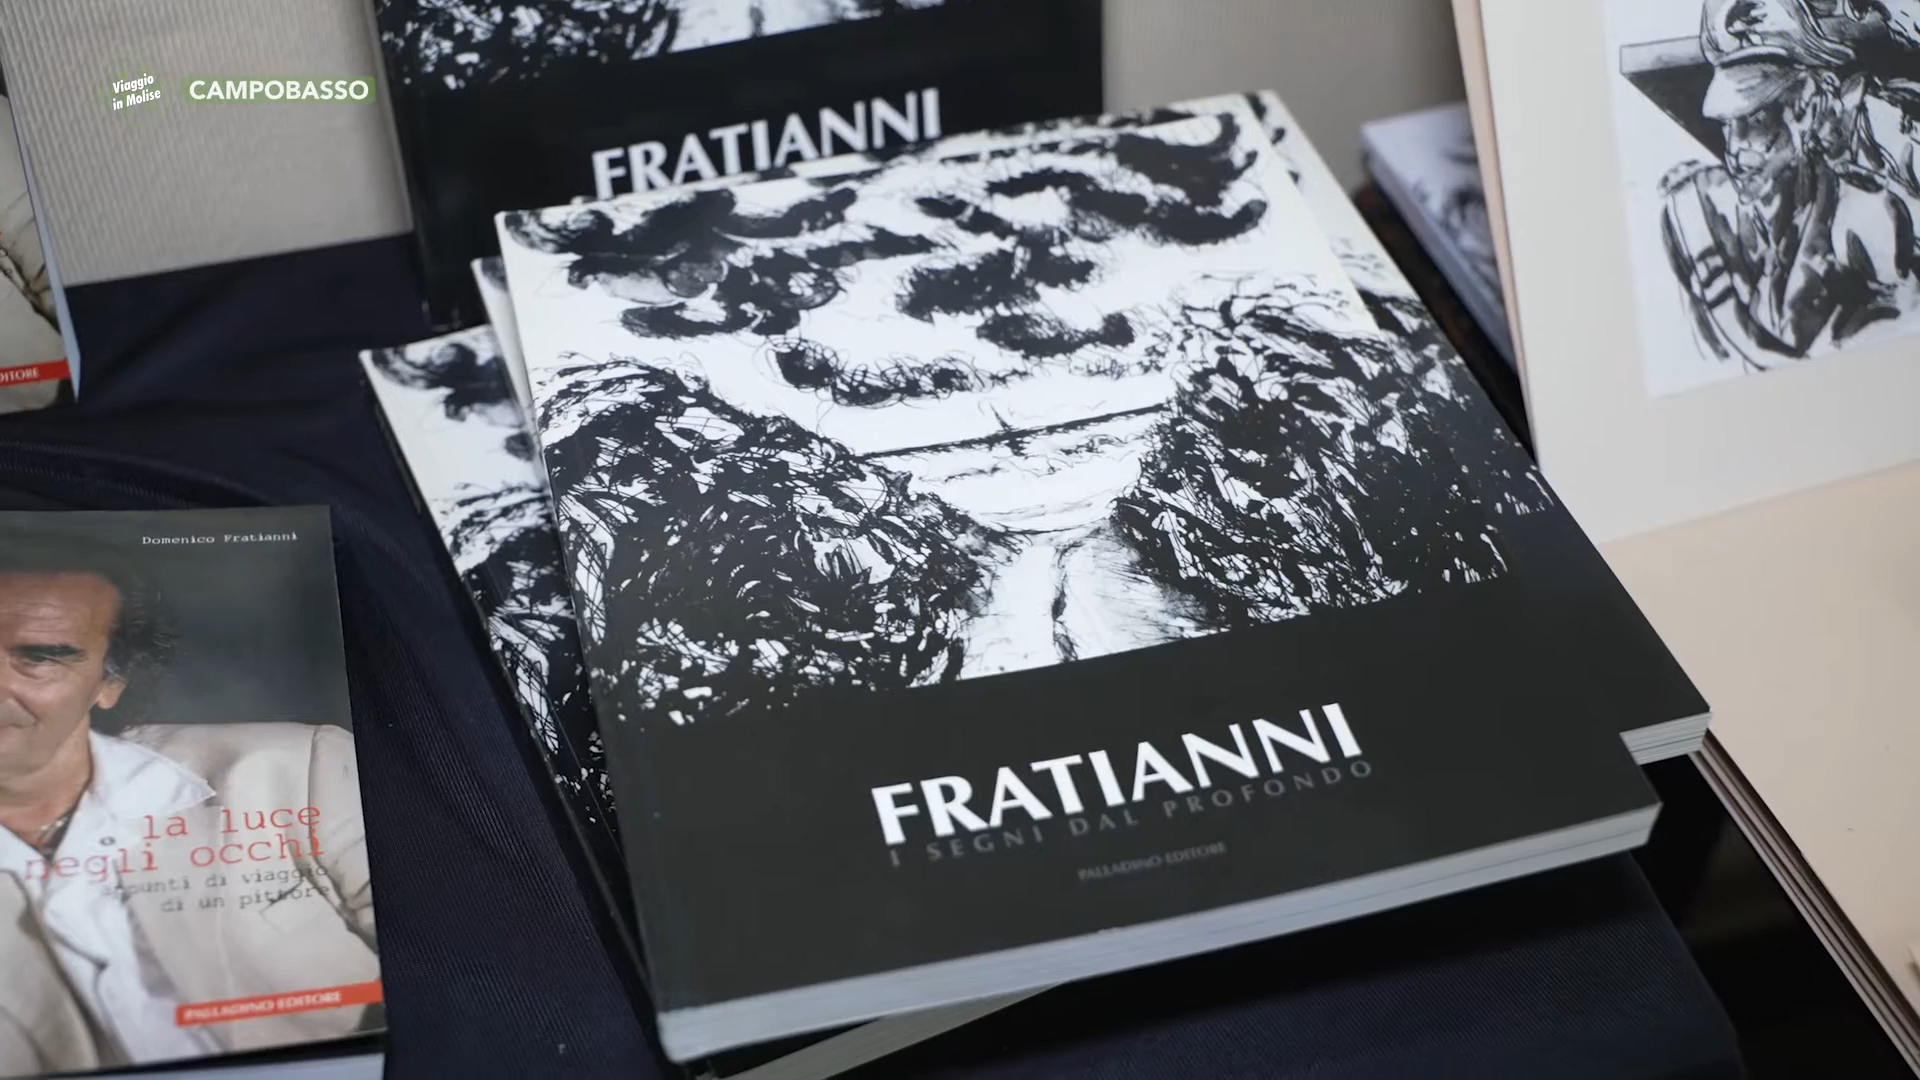 Viaggio
in Molise
CAMPOBASSO
FRATIANNI
DITORE
Domenico Fratianni
la luce
negli occhi
appunti di viaggio
di un pittore
PALLADINO EDITORE
FRATIANNI
I SEGNI DAL PROFONDO
PALLADINO EDITORE